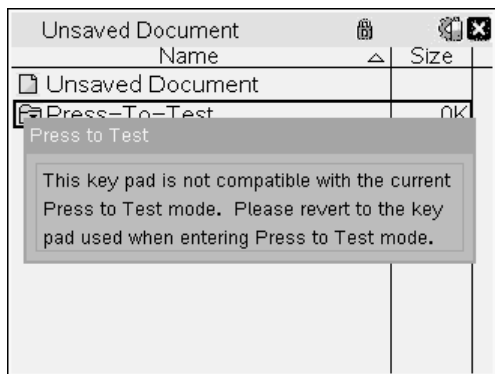 Unsaved Document
Name Size
Unsaved Document
Press-To-Test 0K
Press to Test
This key pad is not compatible with the current
Press to Test mode. Please revert to the key
pad used when entering Press to Test mode.